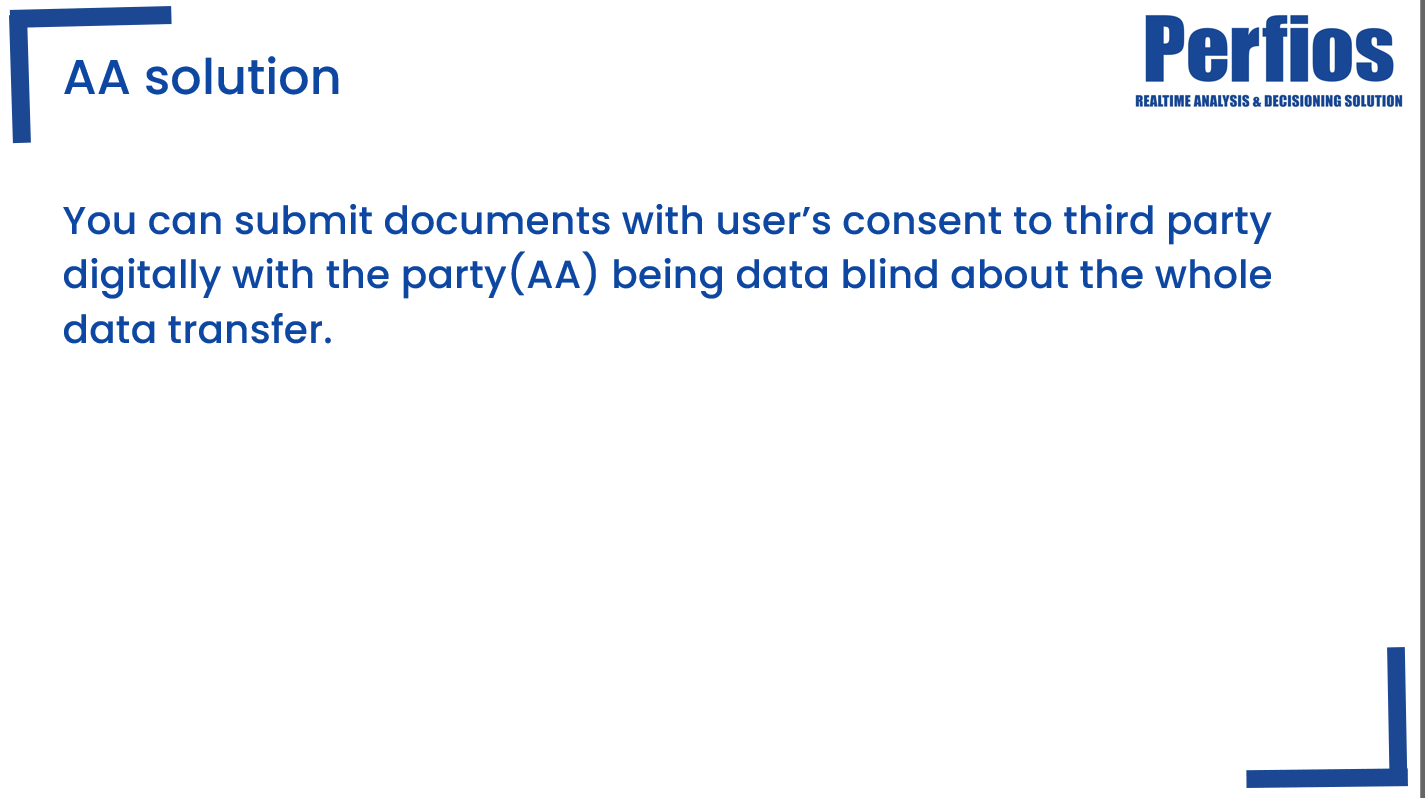 AA solution
Perfios
REALTIME ANALYSIS & DECISIONING SOLUTION
You can submit documents with user’s consent to third party
digitally with the party(AA) being data blind about the whole
data transfer.